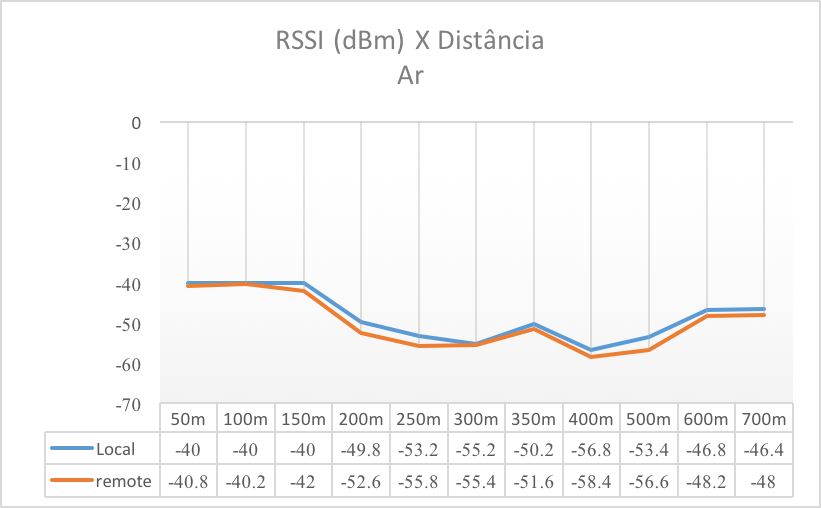 RSSI (dBm) X Distância
Ar
0
-10
-20
-30
-40
-50
-60
-70
50m 100m 150m 200m 250m 300m 350m 400m 500m 600m 700m
Local -40 -40 -40 -49.8 -53.2 -55.2 -50.2 -56.8 -53.4 -46.8 -46.4
remote -40.8 -40.2 -42 -52.6 -55.8 -55.4 -51.6 -58.4 -56.6 -48.2 -48